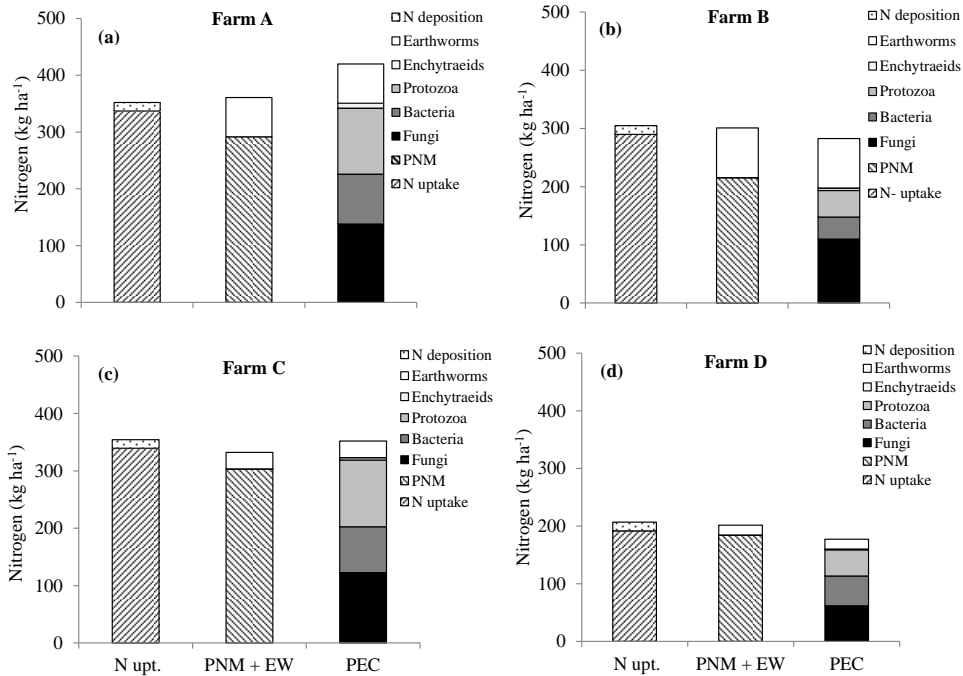 (a)
Farm A
Nitrogen (kg ha-1)
500
400
300
200
100
0
N deposition
Earthworms
Enchytraeids
Protozoa
Bacteria
Fungi
PNM
N uptake
(b)
Farm B
Nitrogen (kg ha-1)
500
400
300
200
100
0
N deposition
Earthworms
Enchytraeids
Protozoa
Bacteria
Fungi
PNM
N- uptake
(c)
Farm C
Nitrogen (kg ha-1)
500
400
300
200
100
0
N deposition
Earthworms
Enchytraeids
Protozoa
Bacteria
Fungi
PNM
N uptake
N upt. PNM + EW PEC
(d)
Farm D
Nitrogen (kg ha-1)
500
400
300
200
100
0
N deposition
Earthworms
Enchytraeids
Protozoa
Bacteria
Fungi
PNM
N uptake
N upt. PNM + EW PEC